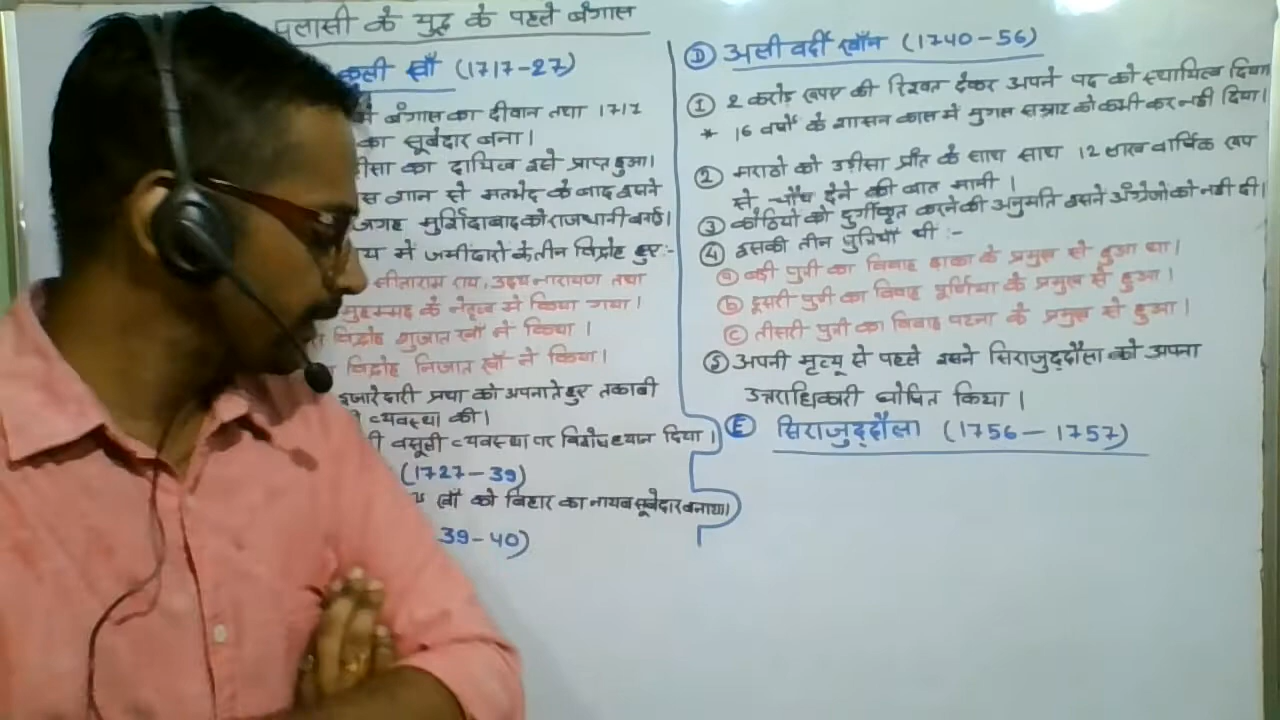 पलासी के युद्ध के पहले बंगाल
कुली खाँ (1717-27)
में बंगाल का दीवान तथा 1717
का सूबेदार बना।
का दायित्व इसे प्राप्त हुआ।
शान से मतभेद के बाद इसने
जगह मुर्शिदाबाद को राजधानी बनाई।
में जमींदारों के तीन विद्रोह हुए:-
सीताराम राय, उदय नारायण तथा
मुहम्मद के नेतृत्व में किया गया।
विद्रोह शुजात खाँ ने किया।
विद्रोह निजात खाँ ने किया।
इजारेदारी प्रथा को अपनाते हुए तकाबी
व्यवस्था की।
वसूली व्यवस्था पर विशेष ध्यान दिया।
(1727-39)
खाँ को बिहार का नायब सूबेदार बनाया।
39-40)
D अलीवर्दी खाँन (1740-56)
① 2 करोड़ रुपए की रिश्वत देकर अपने पद को स्थायित्व दिया
* 16 वर्षों के शासन काल में मुगल सम्राट को कभी कर नहीं दिया।
② मराठों को उड़ीसा प्रांत के साथ साथ 12 लाख वार्षिक रूप
से चौथ देने की बात मानी।
③ कोठियों को दुर्गीकृत करने की अनुमति इसने अंग्रेजों को नहीं दी।
④ इसकी तीन पुत्रियाँ थी:-
ⓐ बड़ी पुत्री का विवाह ढाका के प्रमुख से हुआ था।
ⓑ दूसरी पुत्री का विवाह पूर्णिया के प्रमुख से हुआ।
ⓒ तीसरी पुत्री का विवाह पटना के प्रमुख से हुआ।
⑤ अपनी मृत्यू से पहले इसने सिराजुद्दौला को अपना
उत्तराधिकारी घोषित किया।
E सिराजुद्दौला (1756-1757)